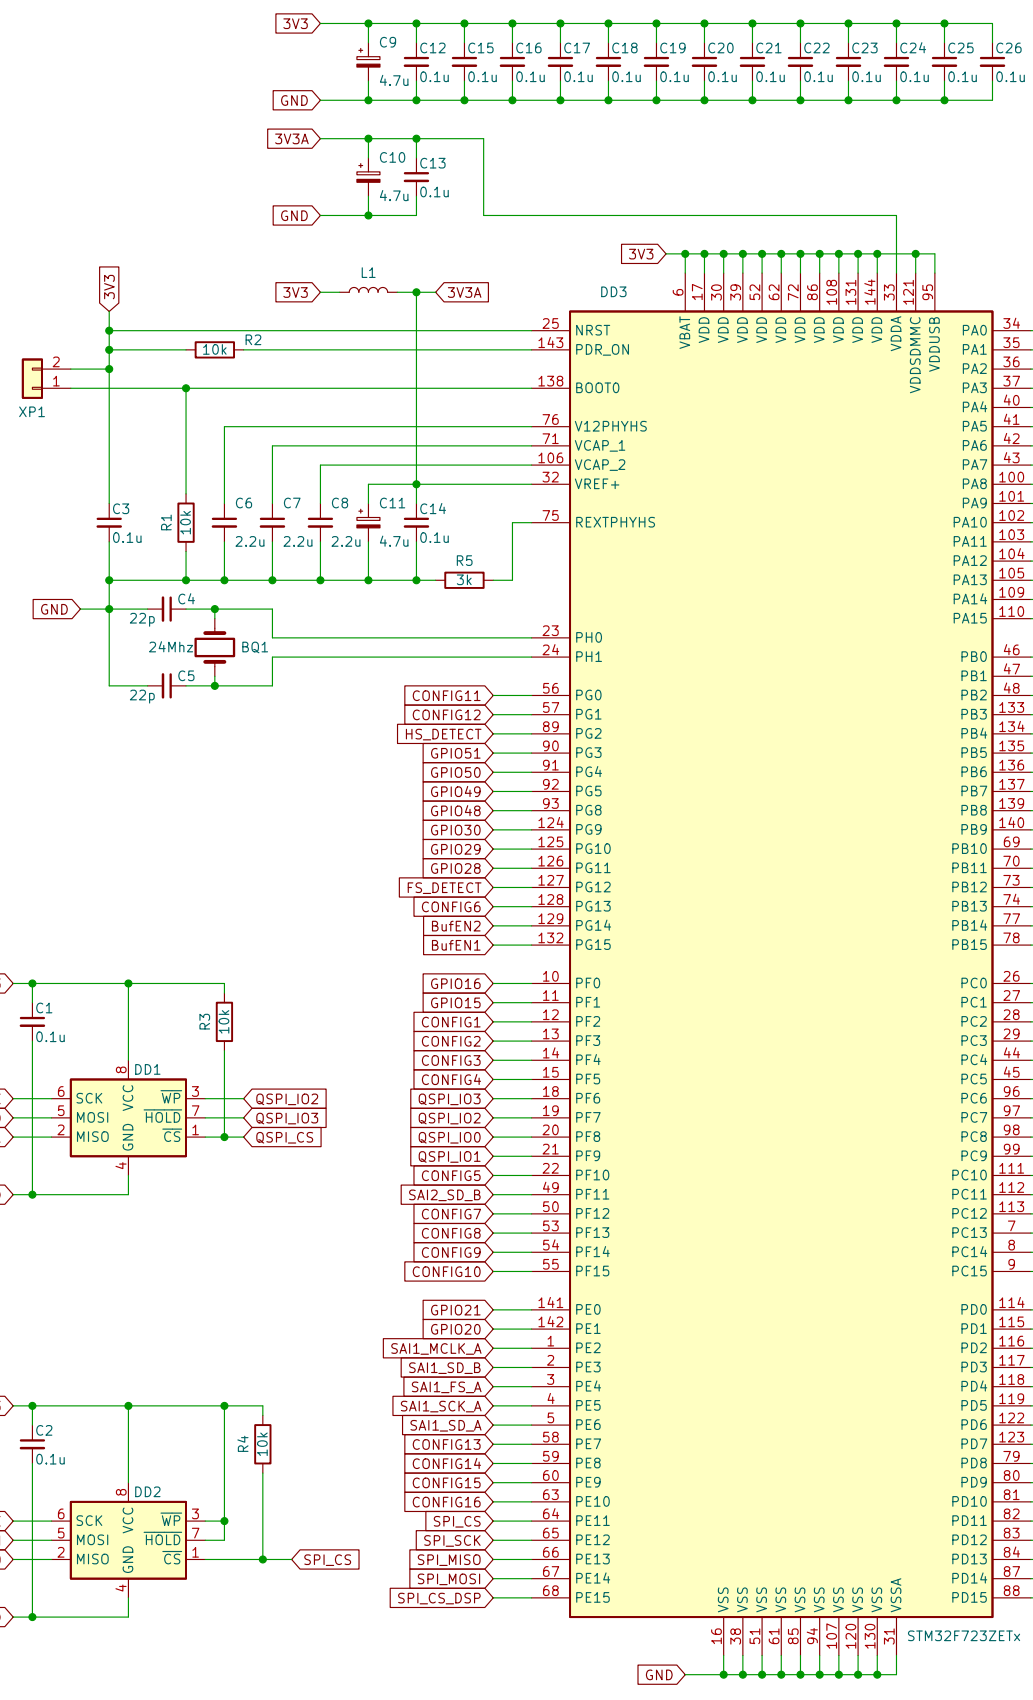 3V3
C9 C12 C15 C16 C17 C18 C19 C20 C21 C22 C23 C24 C25 C26
4.7u 0.1u 0.1u 0.1u 0.1u 0.1u 0.1u 0.1u 0.1u 0.1u 0.1u 0.1u 0.1u 0.1u
GND
3V3A
C10 C13
4.7u 0.1u
GND
3V3
3V3 L1 3V3A
3V3
DD3
6 17 30 39 52 62 72 86 108 131 144 33 121 95
VBAT VDD VDD VDD VDD VDD VDD VDD VDD VDD VDD VDDA VDDSDMMC VDDUSB
25 NRST
R2 10k
143 PDR_ON
2
1
XP1
138 BOOT0
76 V12PHYHS
71 VCAP_1
106 VCAP_2
32 VREF+
75 REXTPHYHS
C3 0.1u
R1 10k
C6 2.2u
C7 2.2u
C8 2.2u
C11 4.7u
C14 0.1u
R5 3k
GND
C4 22p
24Mhz BQ1
C5 22p
23 PH0
24 PH1
CONFIG11 56 PG0
CONFIG12 57 PG1
HS_DETECT 89 PG2
GPIO51 90 PG3
GPIO50 91 PG4
GPIO49 92 PG5
GPIO48 93 PG8
GPIO30 124 PG9
GPIO29 125 PG10
GPIO28 126 PG11
FS_DETECT 127 PG12
CONFIG6 128 PG13
BufEN2 129 PG14
BufEN1 132 PG15
GPIO16 10 PF0
GPIO15 11 PF1
CONFIG1 12 PF2
CONFIG2 13 PF3
CONFIG3 14 PF4
CONFIG4 15 PF5
QSPI_IO3 18 PF6
QSPI_IO2 19 PF7
QSPI_IO0 20 PF8
QSPI_IO1 21 PF9
CONFIG5 22 PF10
SAI2_SD_B 49 PF11
CONFIG7 50 PF12
CONFIG8 53 PF13
CONFIG9 54 PF14
CONFIG10 55 PF15
GPIO21 141 PE0
GPIO20 142 PE1
SAI1_MCLK_A 1 PE2
SAI1_SD_B 2 PE3
SAI1_FS_A 3 PE4
SAI1_SCK_A 4 PE5
SAI1_SD_A 5 PE6
CONFIG13 58 PE7
CONFIG14 59 PE8
CONFIG15 60 PE9
CONFIG16 63 PE10
SPI_CS 64 PE11
SPI_SCK 65 PE12
SPI_MISO 66 PE13
SPI_MOSI 67 PE14
SPI_CS_DSP 68 PE15
PA0 34
PA1 35
PA2 36
PA3 37
PA4 40
PA5 41
PA6 42
PA7 43
PA8 100
PA9 101
PA10 102
PA11 103
PA12 104
PA13 105
PA14 109
PA15 110
PB0 46
PB1 47
PB2 48
PB3 133
PB4 134
PB5 135
PB6 136
PB7 137
PB8 139
PB9 140
PB10 69
PB11 70
PB12 73
PB13 74
PB14 77
PB15 78
PC0 26
PC1 27
PC2 28
PC3 29
PC4 44
PC5 45
PC6 96
PC7 97
PC8 98
PC9 99
PC10 111
PC11 112
PC12 113
PC13 7
PC14 8
PC15 9
PD0 114
PD1 115
PD2 116
PD3 117
PD4 118
PD5 119
PD6 122
PD7 123
PD8 79
PD9 80
PD10 81
PD11 82
PD12 83
PD13 84
PD14 87
PD15 88
VSS VSS VSS VSS VSS VSS VSS VSS VSS VSSA
16 38 51 61 85 94 107 120 130 31
STM32F723ZETx
GND
C1 0.1u
R3 10k
8 DD1
6 SCK VCC WP 3 QSPI_IO2
5 MOSI HOLD 7 QSPI_IO3
2 MISO GND CS 1 QSPI_CS
4
C2 0.1u
R4 10k
8 DD2
6 SCK VCC WP 3
5 MOSI HOLD 7
2 MISO GND CS 1 SPI_CS
4